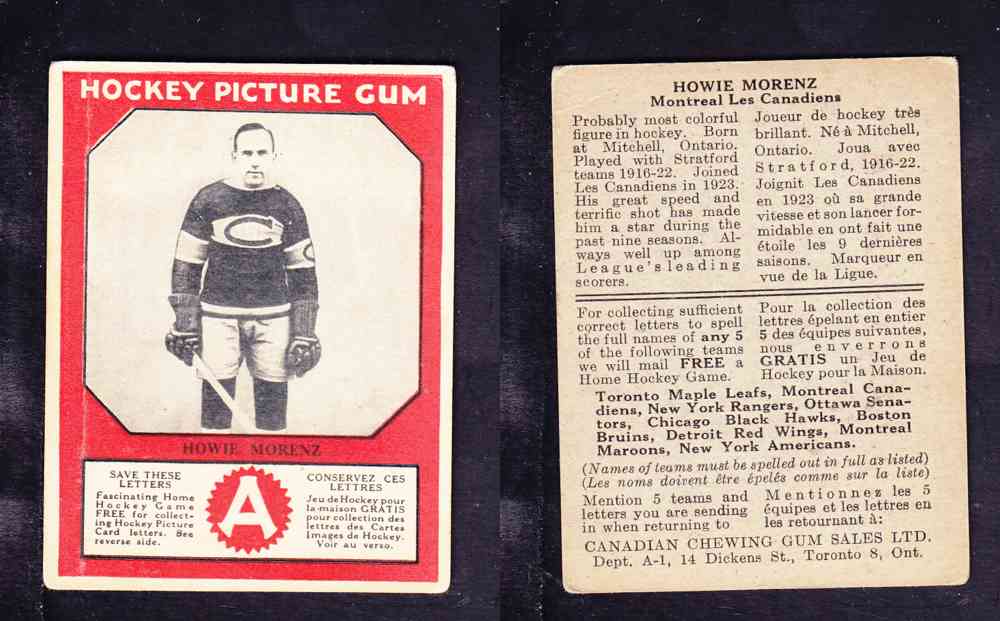 HOCKEY PICTURE GUM
HOWIE MORENZ
SAVE THESE
LETTERS
Fascinating Home
Hockey Game
FREE for collect-
ing Hockey Picture
Card letters. See
reverse side.
A
CONSERVEZ CES
LETTRES
Jeu de Hockey pour
la maison GRATIS
pour collection des
lettres des Cartes
Images de Hockey.
Voir au verso.
HOWIE MORENZ
Montreal Les Canadiens
Probably most colorful
figure in hockey. Born
at Mitchell, Ontario.
Played with Stratford
teams 1916-22. Joined
Les Canadiens in 1923.
His great speed and
terrific shot has made
him a star during the
past nine seasons. Al-
ways well up among
League's leading
scorers.
Joueur de hockey très
brillant. Né à Mitchell,
Ontario. Joua avec
Stratford, 1916-22.
Joignit Les Canadiens
en 1923 où sa grande
vitesse et son lancer for-
midable en ont fait une
étoile les 9 dernières
saisons. Marqueur en
vue de la Ligue.
For collecting sufficient
correct letters to spell
the full names of any 5
of the following teams
we will mail FREE a
Home Hockey Game.
Pour la collection des
lettres épelant en entier
5 des équipes suivantes,
nous enverrons
GRATIS un Jeu de
Hockey pour la Maison.
Toronto Maple Leafs, Montreal Cana-
diens, New York Rangers, Ottawa Sena-
tors, Chicago Black Hawks, Boston
Bruins, Detroit Red Wings, Montreal
Maroons, New York Americans.
(Names of teams must be spelled out in full as listed)
(Les noms doivent être épelés comme sur la liste)
Mention 5 teams and
letters you are sending
in when returning to
Mentionnez les 5
équipes et les lettres en
les retournant à:
CANADIAN CHEWING GUM SALES LTD.
Dept. A-1, 14 Dickens St., Toronto 8, Ont.